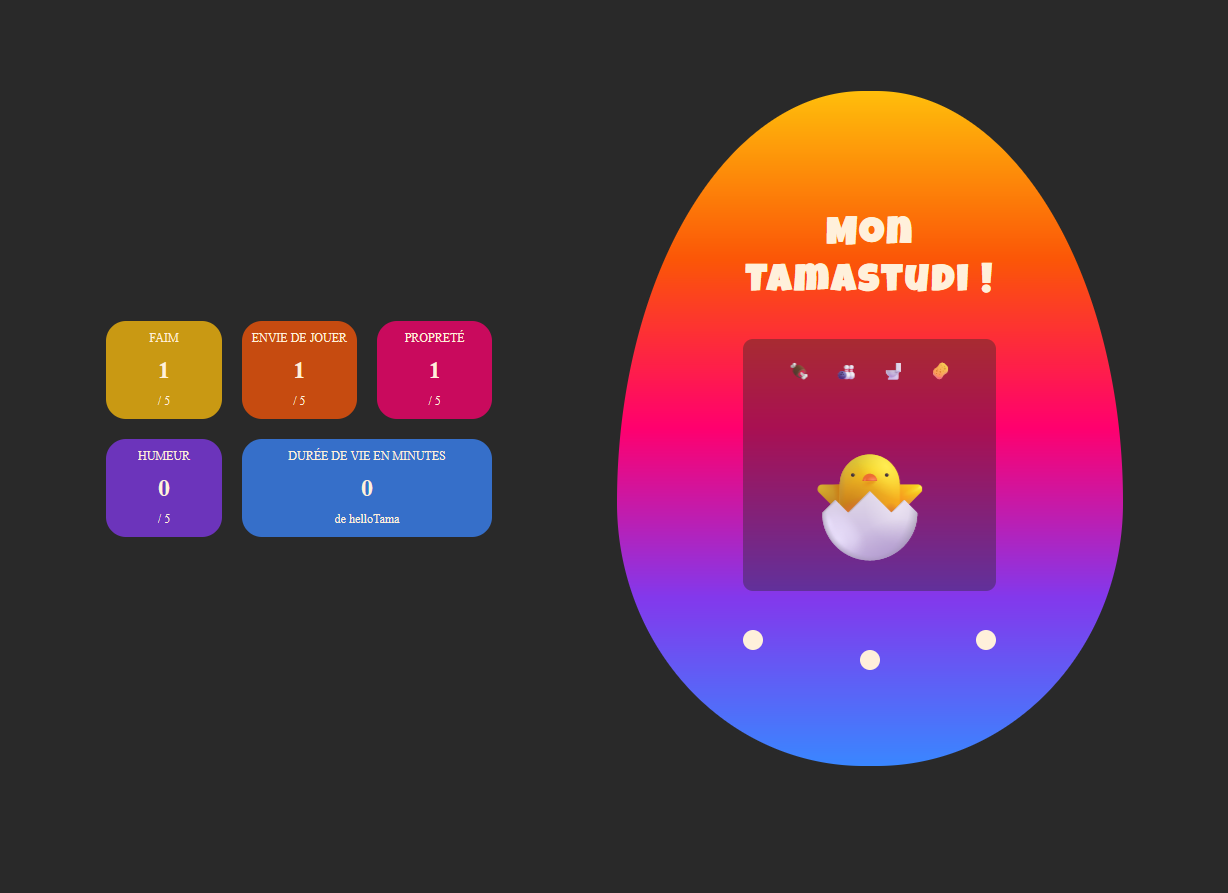 Mon
TAMASTUDI !
FAIM
1
/ 5
ENVIE DE JOUER
1
/ 5
PROPRETÉ
1
/ 5
HUMEUR
0
/ 5
DURÉE DE VIE EN MINUTES
0
de helloTama